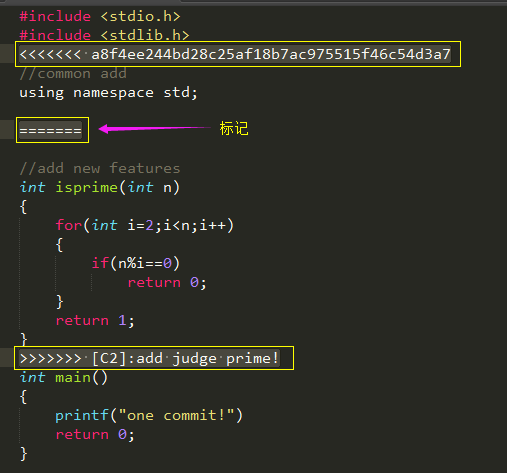 #include <stdio.h>
#include <stdlib.h>
<<<<<<< a8f4ee244bd28c25af18b7ac975515f46c54d3a7
//common add
using namespace std;
======= 标记
//add new features
int isprime(int n)
{
    for(int i=2;i<n;i++)
    {
        if(n%i==0)
            return 0;
    }
    return 1;
}
>>>>>>> [C2]:add judge prime!
int main()
{
    printf("one commit!")
    return 0;
}